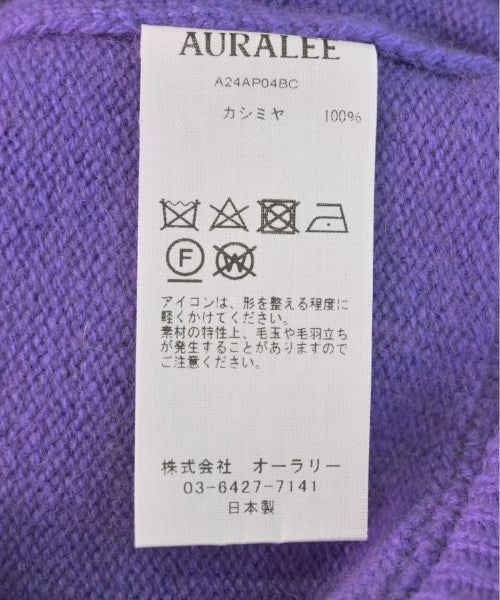 AURALEE
A24AP04BC
カシミヤ 100%
F
W
アイコンは、形を整える程度に
軽くかけてください。
素材の特性上、毛玉や毛羽立ち
が発生することがありますので
ご注意ください。
株式会社 オーラリー
03-6427-7141
日本製